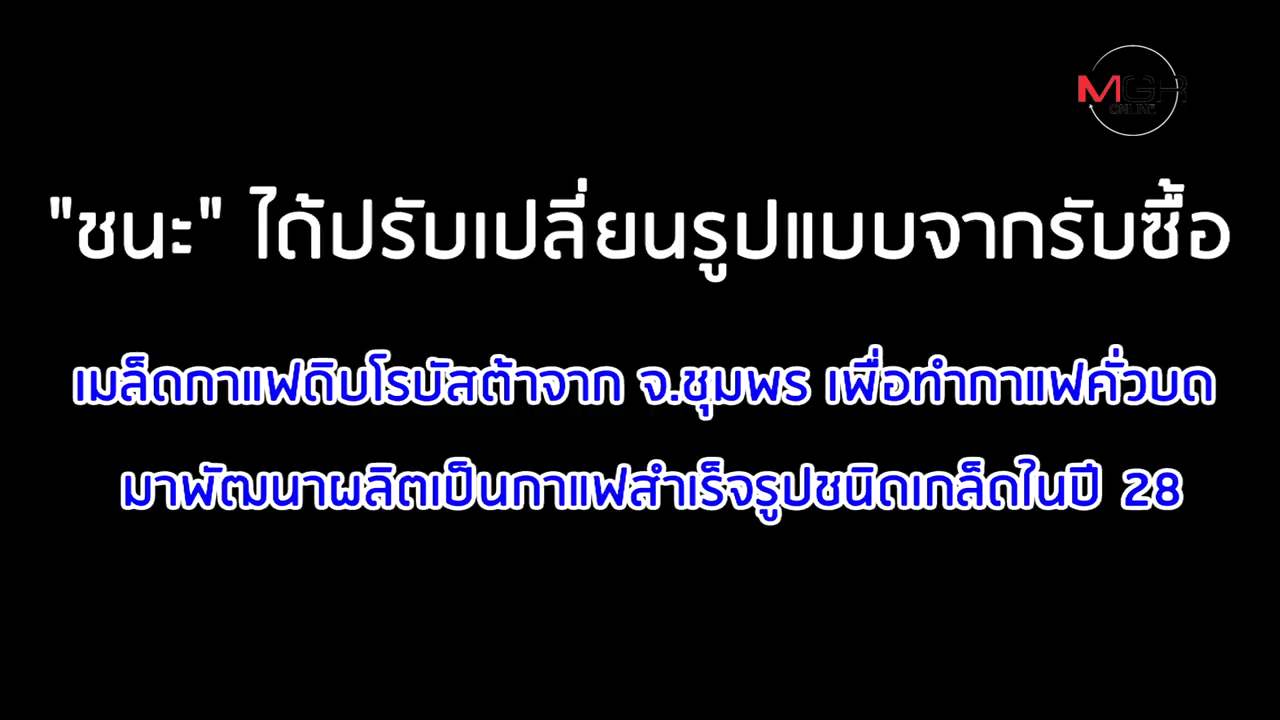 MGR
ONLINE
"ชนะ" ได้ปรับเปลี่ยนรูปแบบจากรับซื้อ
เมล็ดกาแฟดิบโรบัสต้าจาก จ.ชุมพร เพื่อทำกาแฟคั่วบด
มาพัฒนาผลิตเป็นกาแฟสำเร็จรูปชนิดเกล็ดในปี 28